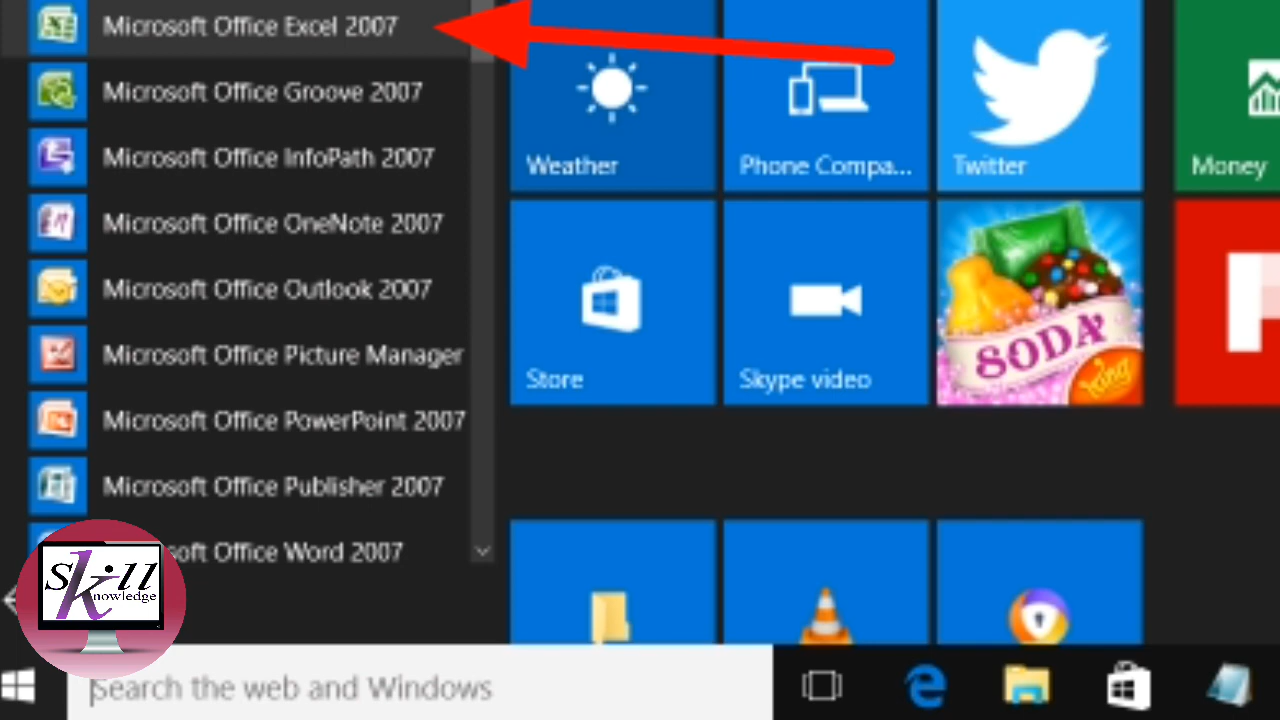 Microsoft Office Excel 2007
Microsoft Office Groove 2007
Microsoft Office InfoPath 2007
Microsoft Office OneNote 2007
Microsoft Office Outlook 2007
Microsoft Office Picture Manager
Microsoft Office PowerPoint 2007
Microsoft Office Publisher 2007
soft Office Word 2007
Skill
Knowledge
Search the web and Windows
Weather
Phone Compa...
Twitter
Money
Store
Skype video
SODA
King